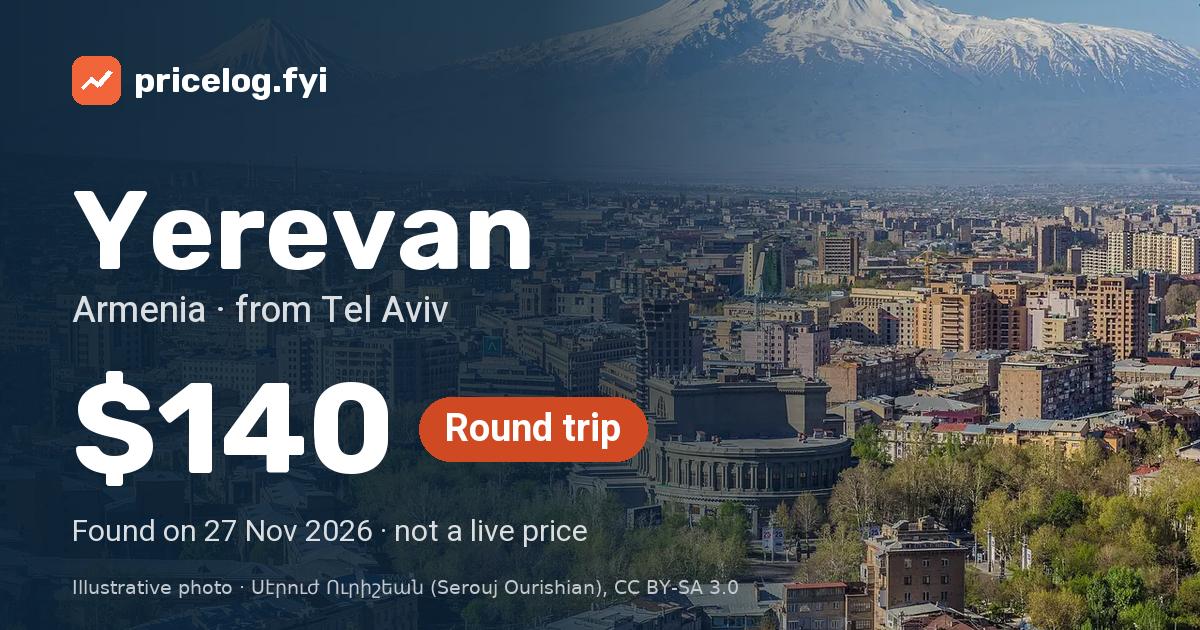 pricelog.fyi
Yerevan
Armenia · from Tel Aviv
$140
Round trip
Found on 27 Nov 2026 · not a live price
Illustrative photo · Սէրուժ Ուրիշեան (Serouj Ourishian), CC BY-SA 3.0